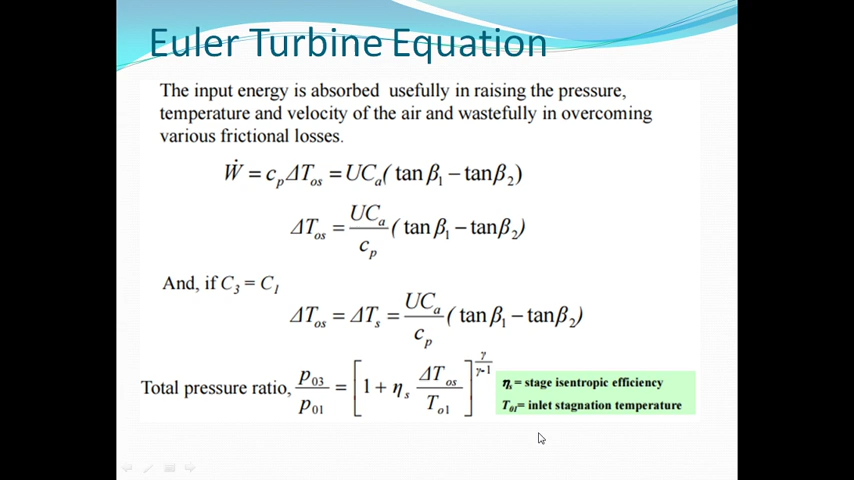 Euler Turbine Equation
The input energy is absorbed usefully in raising the pressure,
temperature and velocity of the air and wastefully in overcoming
various frictional losses.
Ẇ = c_p ΔT_os = UC_a( tan β_1 − tan β_2)
ΔT_os = UC_a / c_p ( tan β_1 − tan β_2)
And, if C_3 = C_1
ΔT_os = ΔT_s = UC_a / c_p ( tan β_1 − tan β_2)
Total pressure ratio, p_03 / p_01 = [1 + η_s ΔT_os / T_o1]^(γ / γ-1)
η_s = stage isentropic efficiency
T_01= inlet stagnation temperature